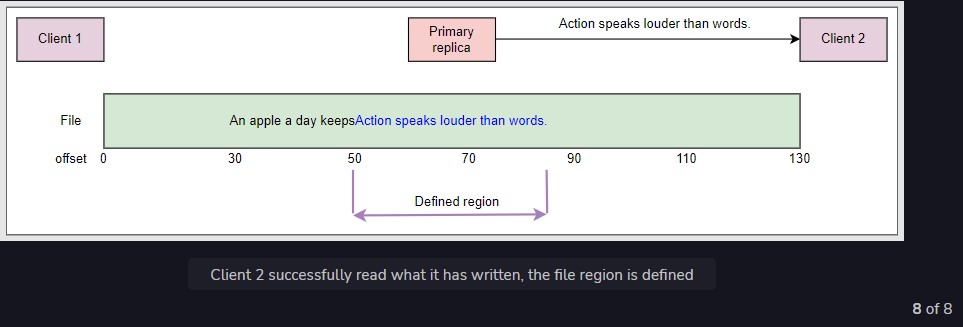 Client 1
Primary
replica
Action speaks louder than words.
Client 2
File
An apple a day keepsAction speaks louder than words.
offset 0 30 50 70 90 110 130
Defined region
Client 2 successfully read what it has written, the file region is defined
8 of 8